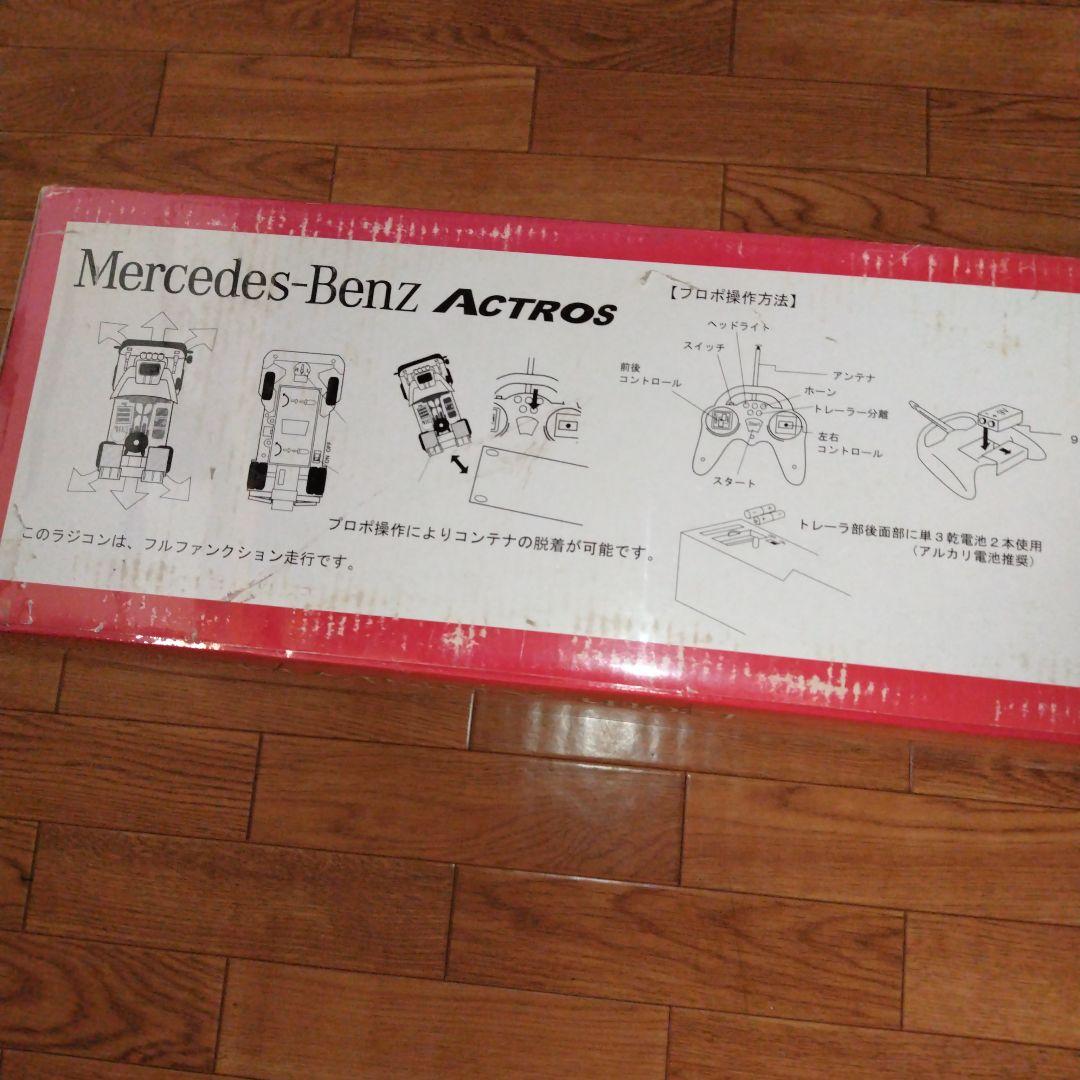 Mercedes-Benz ACTROS
【プロポ操作方法】
ヘッドライト
スイッチ
アンテナ
前後
コントロール
ホーン
トレーラー分離
左右
コントロール
スタート
9V
9
ON OFF
トレーラ部後面部に単３乾電池２本使用
（アルカリ電池推奨）
プロポ操作によりコンテナの脱着が可能です。
このラジコンは、フルファンクション走行です。